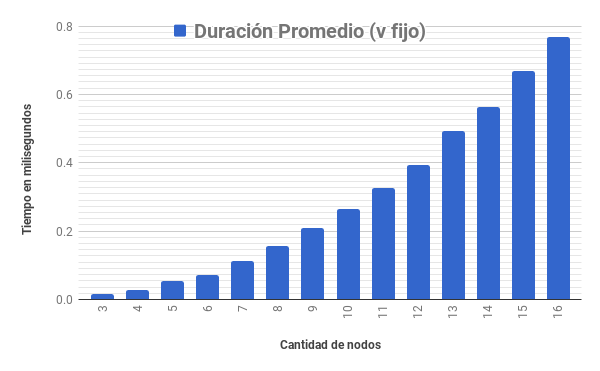 Duración Promedio (v fijo)
Tiempo en milisegundos
0.8
0.6
0.4
0.2
0.0
3 4 5 6 7 8 9 10 11 12 13 14 15 16
Cantidad de nodos